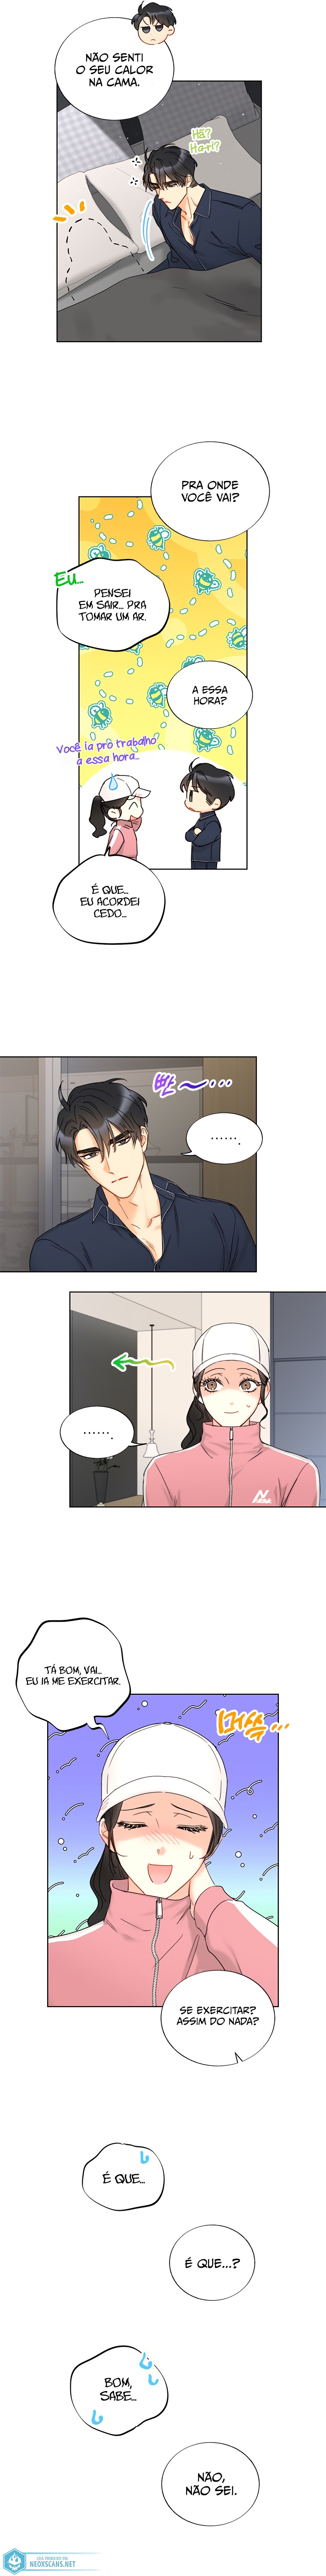 NÃO SENTI
O SEU CALOR
NA CAMA.
Hã?
Hari?
PRA ONDE
VOCÊ VAI?
EU...
PENSEI
EM SAIR... PRA
TOMAR UM AR.
A ESSA
HORA?
Você ia pro trabalho
a essa hora...
É QUE...
EU ACORDEI
CEDO...
빤~...
.......
.......
TÁ BOM, VAI...
EU IA ME EXERCITAR.
머쓱...
SE EXERCITAR?
ASSIM DO NADA?
É QUE...
É QUE...?
BOM,
SABE...
NÃO,
NÃO SEI.
NEOXSCANS.NET